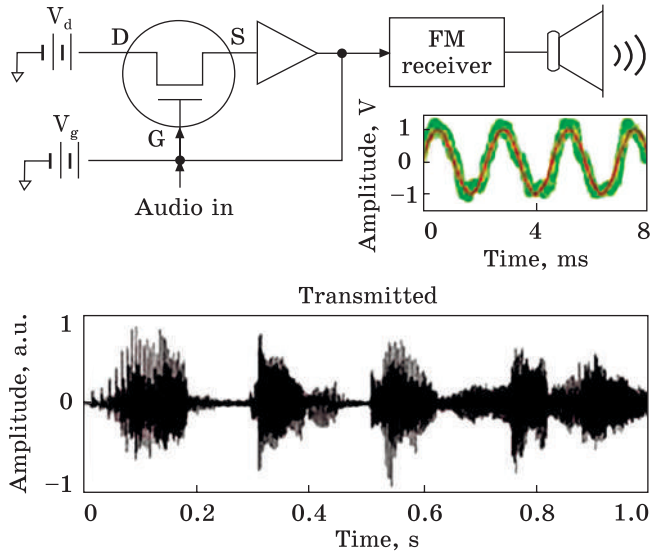 V_d
D
S
FM
receiver
V_g
G
Audio in
Amplitude, V
1
0
−1
0
4
8
Time, ms
Transmitted
Amplitude, a.u.
1
0
−1
0
0.2
0.4
0.6
0.8
1.0
Time, s